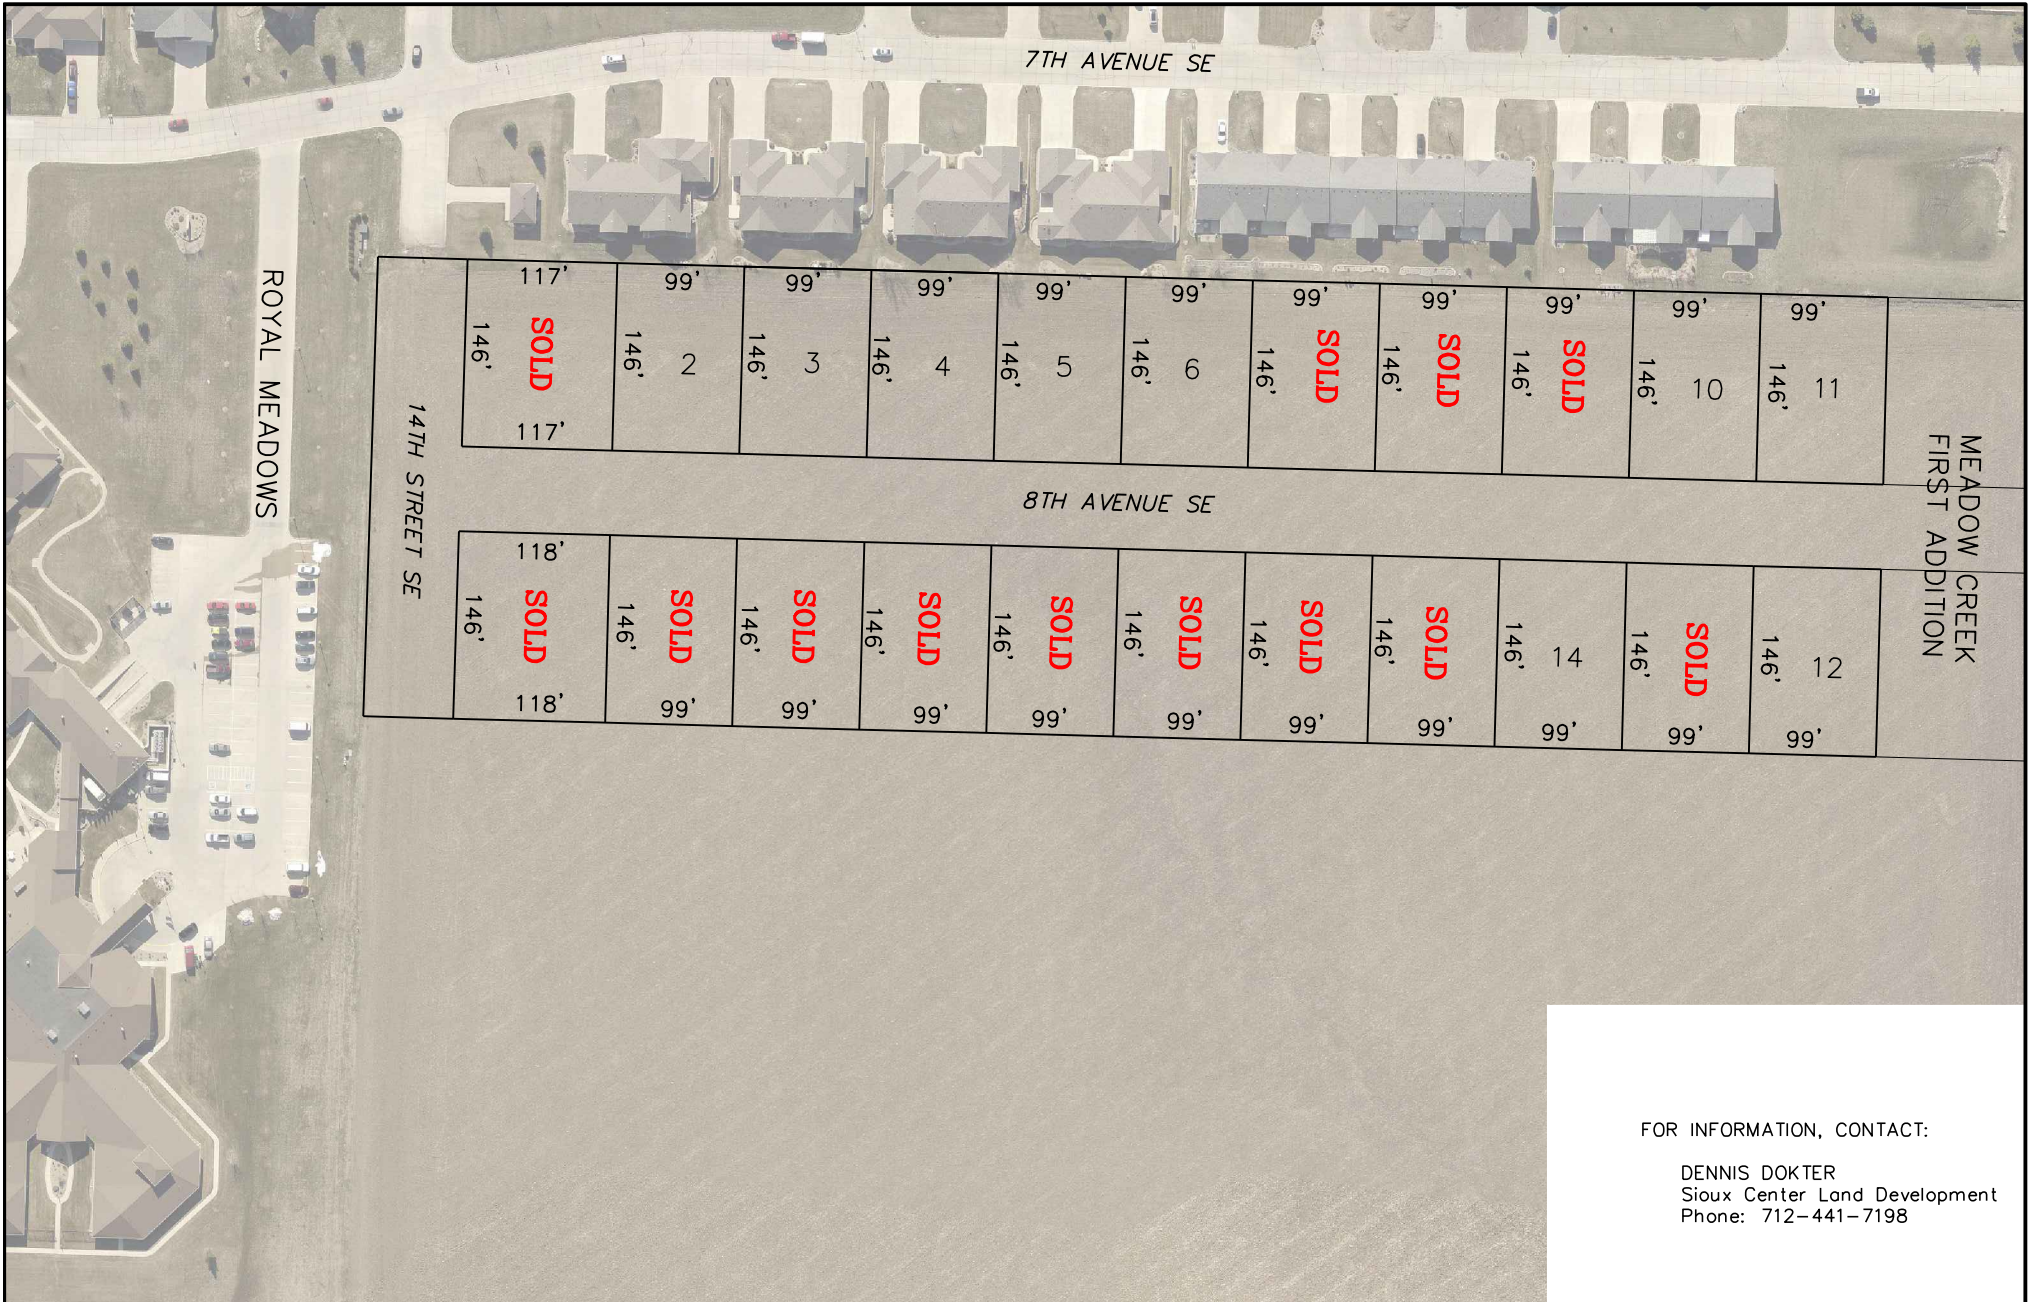 7TH AVENUE SE
ROYAL MEADOWS
14TH STREET SE
117' 99' 99' 99' 99' 99' 99' 99' 99' 99' 99'
146' SOLD 146' 2 146' 3 146' 4 146' 5 146' 6 146' SOLD 146' SOLD 146' SOLD 146' 10 146' 11
117'
8TH AVENUE SE
MEADOW CREEK
FIRST ADDITION
118'
146' SOLD 146' SOLD 146' SOLD 146' SOLD 146' SOLD 146' SOLD 146' SOLD 146' SOLD 146' 14 146' SOLD 146' 12
118' 99' 99' 99' 99' 99' 99' 99' 99' 99' 99'
FOR INFORMATION, CONTACT:
DENNIS DOKTER
Sioux Center Land Development
Phone: 712-441-7198